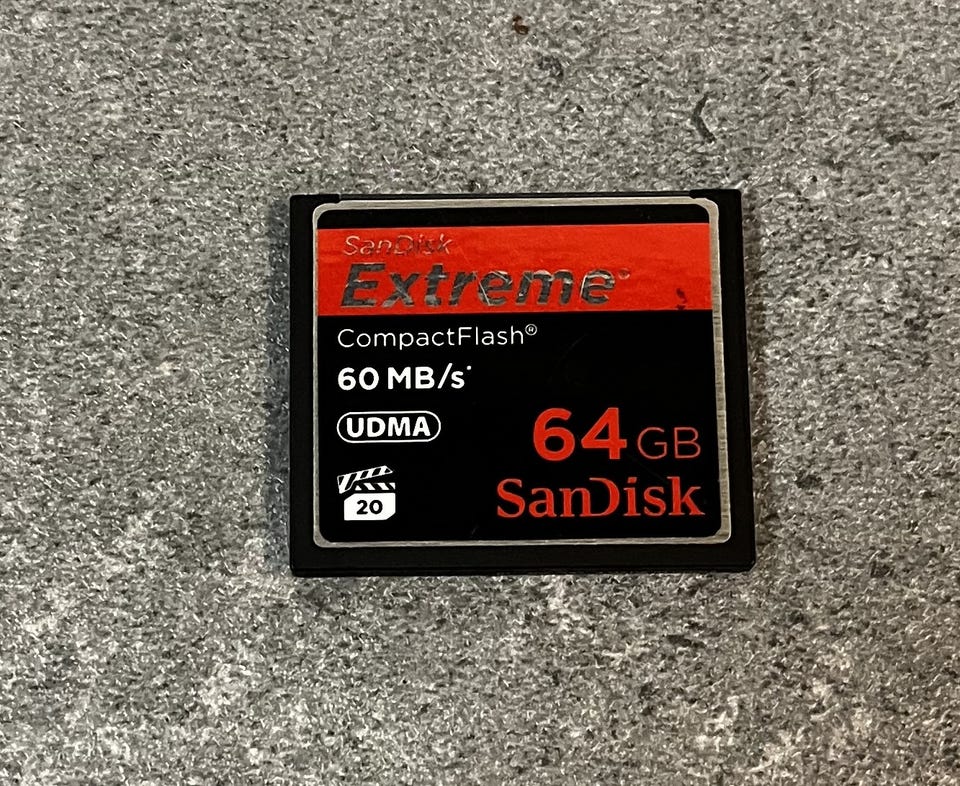 SanDisk
Extreme®
CompactFlash®
60 MB/s*
UDMA
64 GB
20
SanDisk